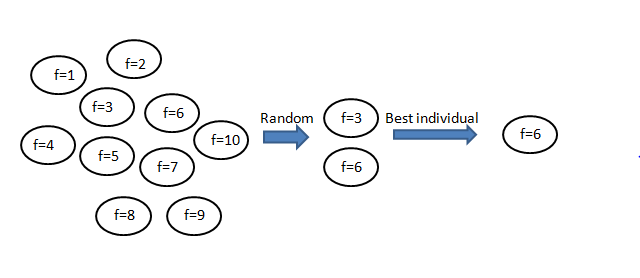 f=1
f=2
f=3
f=6
f=10
f=4
f=5
f=7
f=8
f=9
Random
f=3
f=6
Best individual
f=6